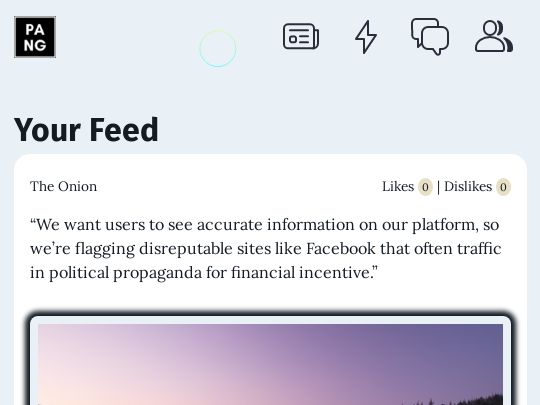 PA
NG
Your Feed
The Onion
Likes 0 | Dislikes 0
“We want users to see accurate information on our platform, so
we’re flagging disreputable sites like Facebook that often traffic
in political propaganda for financial incentive.”